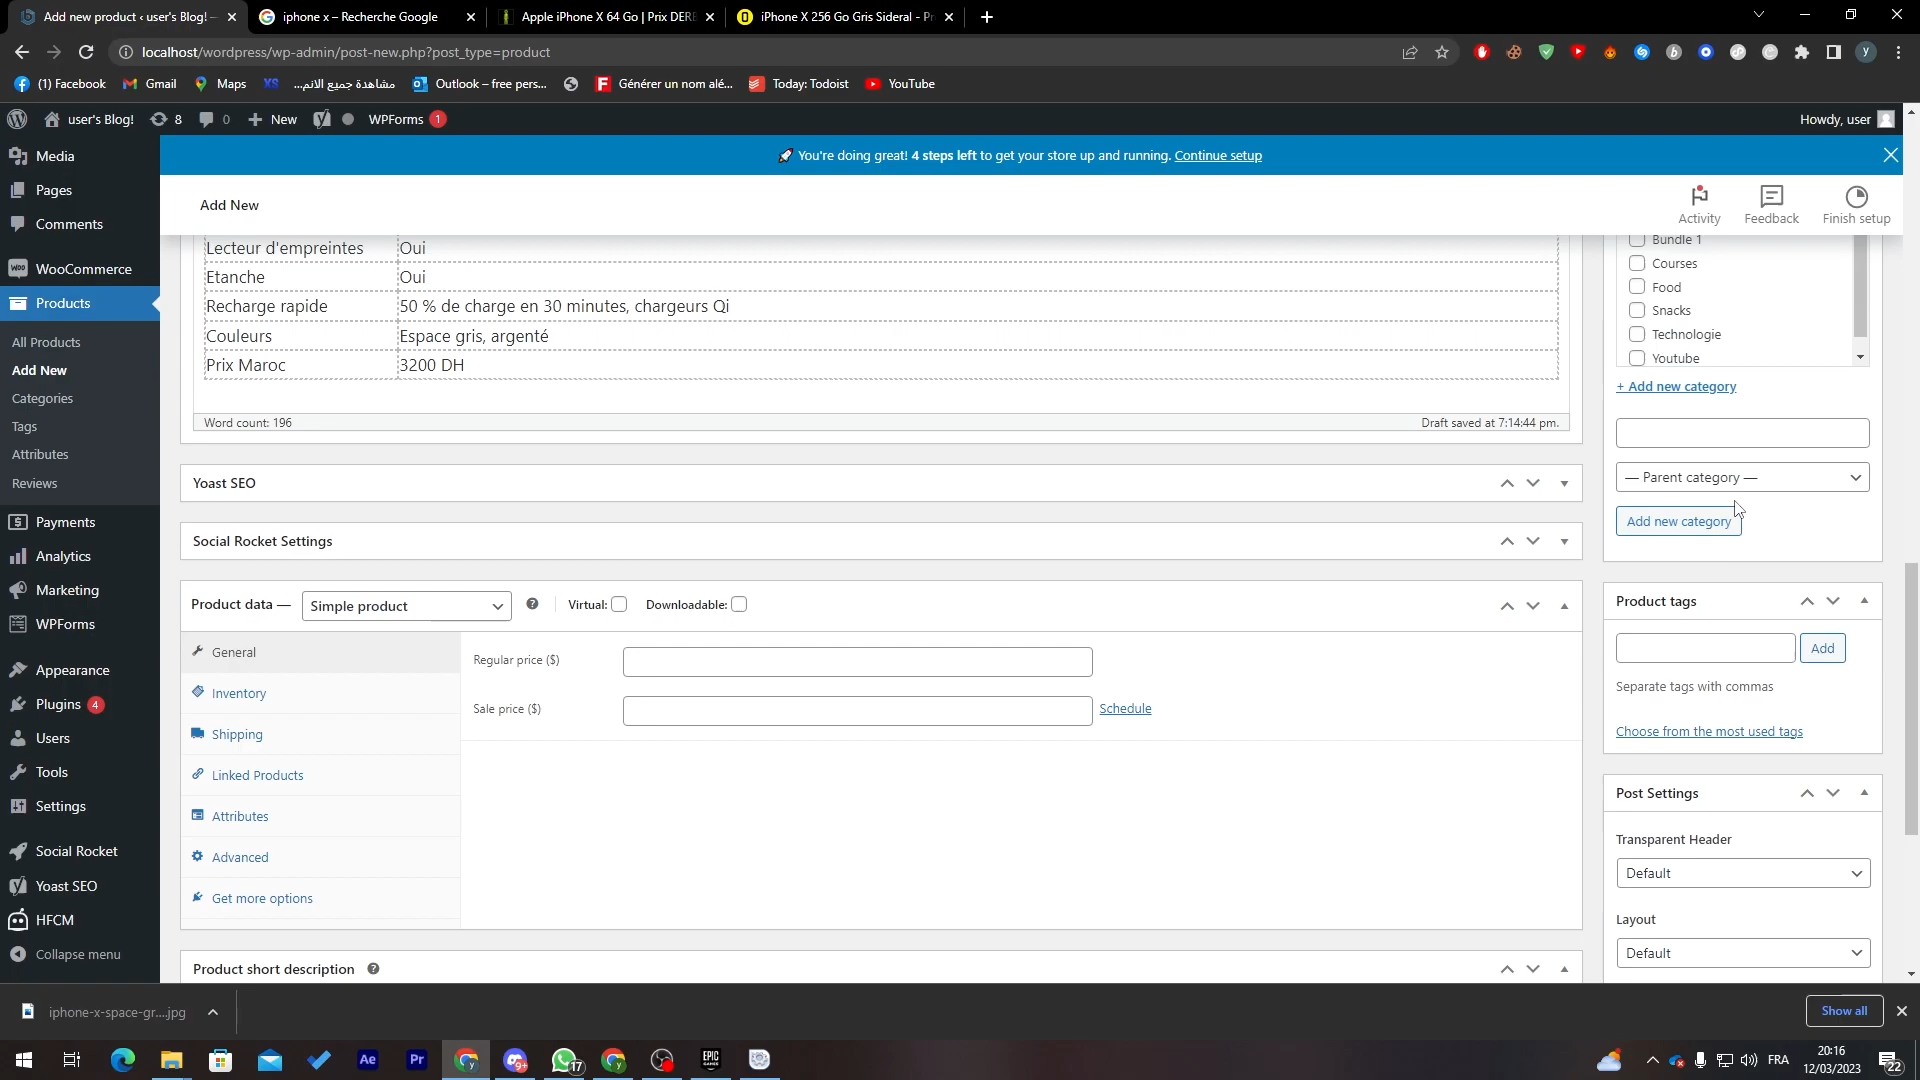 Add new product ‹ user's Blog! –
iphone x – Recherche Google
Apple iPhone X 64 Go | Prix DERB
iPhone X 256 Go Gris Sideral - Pr
localhost/wordpress/wp-admin/post-new.php?post_type=product
(1) Facebook
Gmail
Maps
XS
مشاهدة جميع الانم...
Outlook – free pers...
Générer un nom alé...
Today: Todoist
YouTube
user's Blog!
8
0
New
WPForms
1
Howdy, user
You're doing great! 4 steps left to get your store up and running. Continue setup
Add New
Activity
Feedback
Finish setup
Media
Pages
Comments
WooCommerce
Products
All Products
Add New
Categories
Tags
Attributes
Reviews
Payments
Analytics
Marketing
WPForms
Appearance
Plugins 4
Users
Tools
Settings
Social Rocket
Yoast SEO
HFCM
Collapse menu
Lecteur d'empreintes Oui
Etanche Oui
Recharge rapide 50 % de charge en 30 minutes, chargeurs Qi
Couleurs Espace gris, argenté
Prix Maroc 3200 DH
Word count: 196
Draft saved at 7:14:44 pm.
Yoast SEO
Social Rocket Settings
Product data —
Simple product
Virtual:
Downloadable:
General
Inventory
Shipping
Linked Products
Attributes
Advanced
Get more options
Regular price ($)
Sale price ($)
Schedule
Product short description
Bundle 1
Courses
Food
Snacks
Technologie
Youtube
+ Add new category
— Parent category —
Add new category
Product tags
Add
Separate tags with commas
Choose from the most used tags
Post Settings
Transparent Header
Default
Layout
Default
iphone-x-space-gr....jpg
Show all
Ae
Pr
9+
17
EPIC
GAMES
FRA
20:16
12/03/2023
22